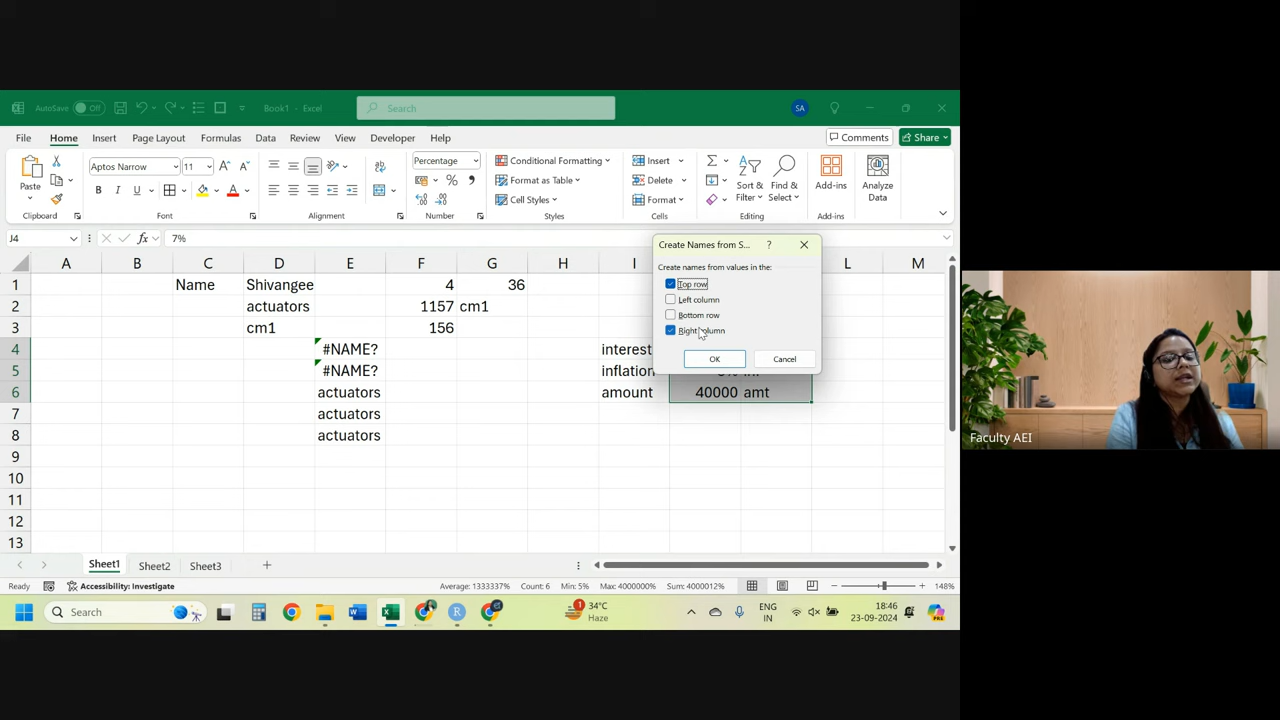 AutoSave Off Book1 - Excel Search SA
File Home Insert Page Layout Formulas Data Review View Developer Help Comments Share
Paste Clipboard
Aptos Narrow 11 A A B I U A Font
Alignment
Percentage % , Number
Conditional Formatting
Format as Table
Cell Styles
Styles
Insert
Delete
Format
Cells
Sort & Filter Find & Select
Editing
Add-ins
Add-ins
Analyze Data
J4 fx 7%
A B C D E F G H I L M
1 Name Shivangee 4 36
2 actuators 1157 cm1
3 cm1 156
4 #NAME? interest
5 #NAME? inflation
6 actuators amount 40000 amt
7 actuators
8 actuators
9
10
11
12
13
Create Names from S... ?
Create names from values in the:
Top row
Left column
Bottom row
Right column
OK Cancel
Sheet1 Sheet2 Sheet3
Ready Accessibility: Investigate Average: 1333337% Count: 6 Min: 5% Max: 4000000% Sum: 4000012% 148%
Search
1 34°C
Haze
ENG
IN
18:46
23-09-2024
Faculty AEI